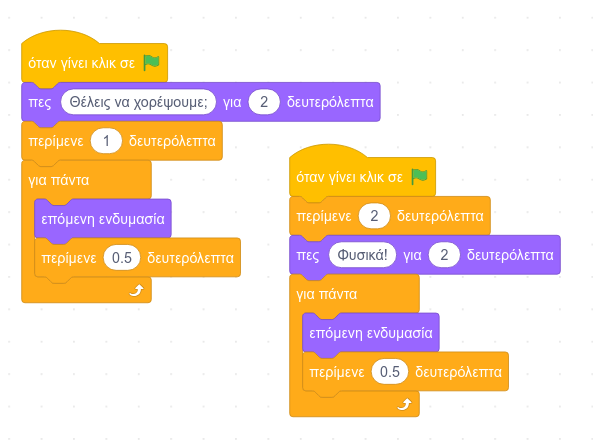 όταν γίνει κλικ σε
πες Θέλεις να χορέψουμε; για 2 δευτερόλεπτα
περίμενε 1 δευτερόλεπτα
για πάντα
επόμενη ενδυμασία
περίμενε 0.5 δευτερόλεπτα
όταν γίνει κλικ σε
περίμενε 2 δευτερόλεπτα
πες Φυσικά! για 2 δευτερόλεπτα
για πάντα
επόμενη ενδυμασία
περίμενε 0.5 δευτερόλεπτα